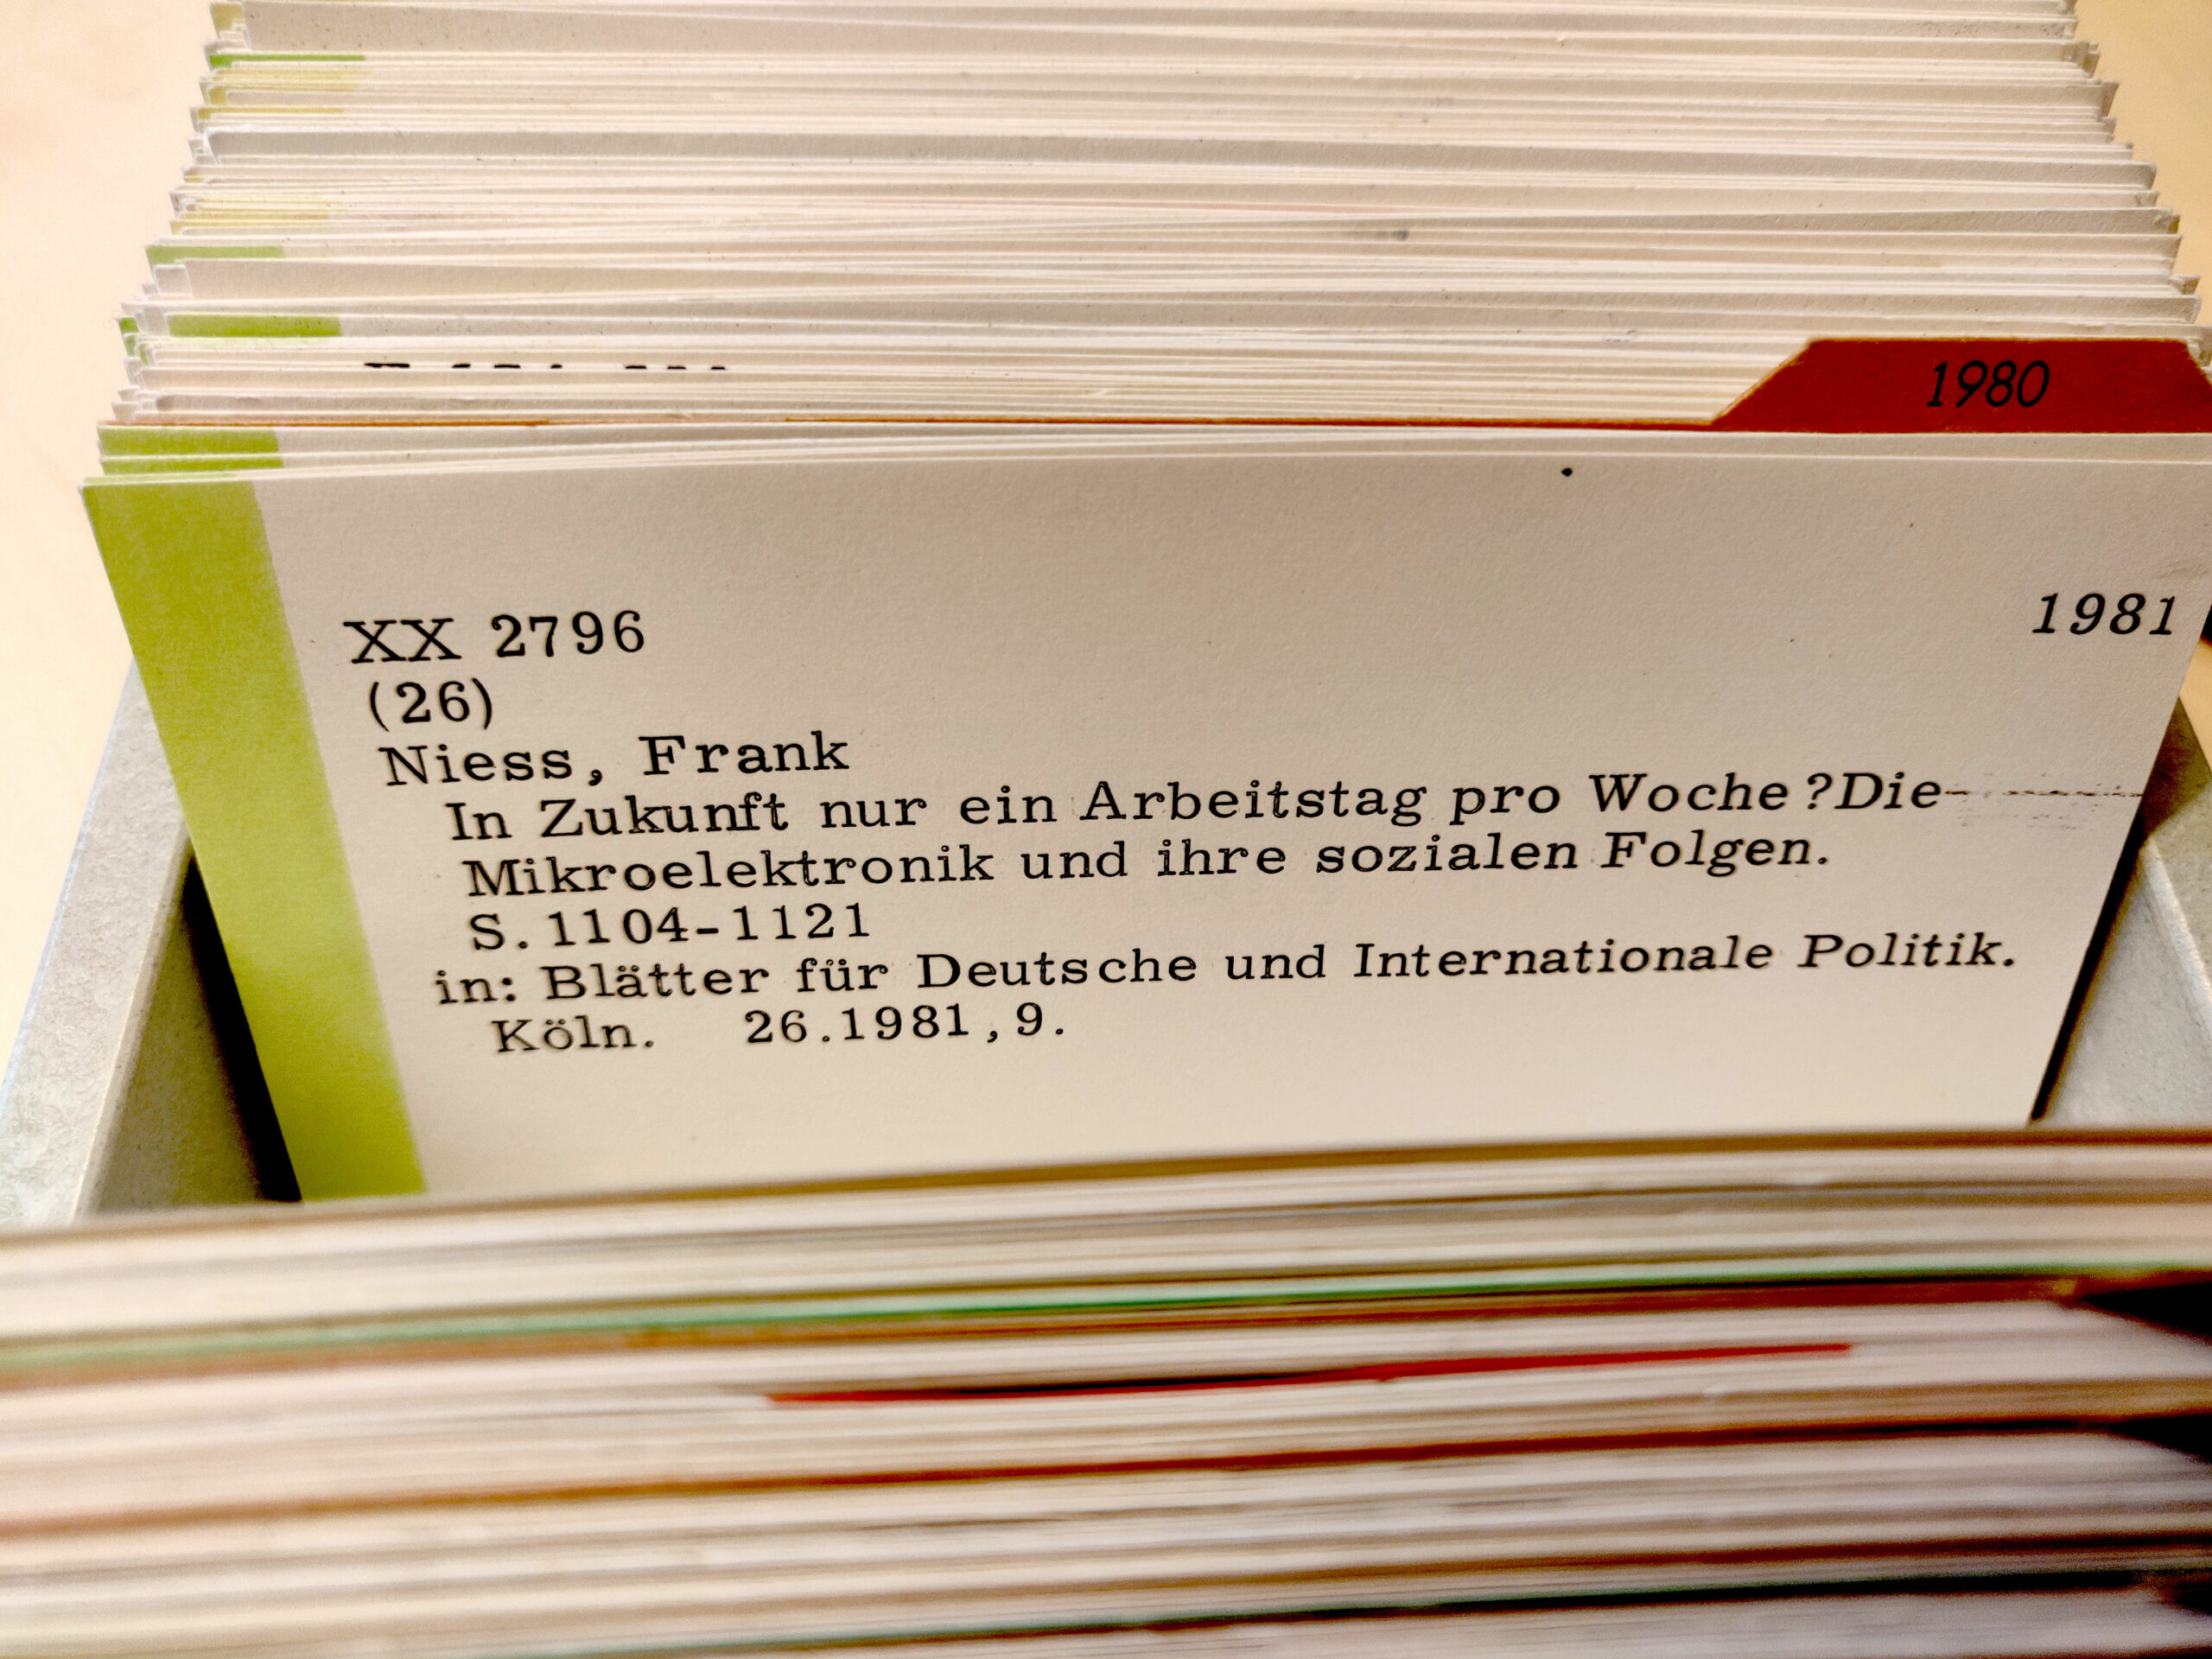 1980
XX 2796
1981
(26)
Niess, Frank
In Zukunft nur ein Arbeitstag pro Woche ?Die-
Mikroelektronik und ihre sozialen Folgen.
S.1104-1121
in: Blätter für Deutsche und Internationale Politik.
Köln. 26.1981,9.